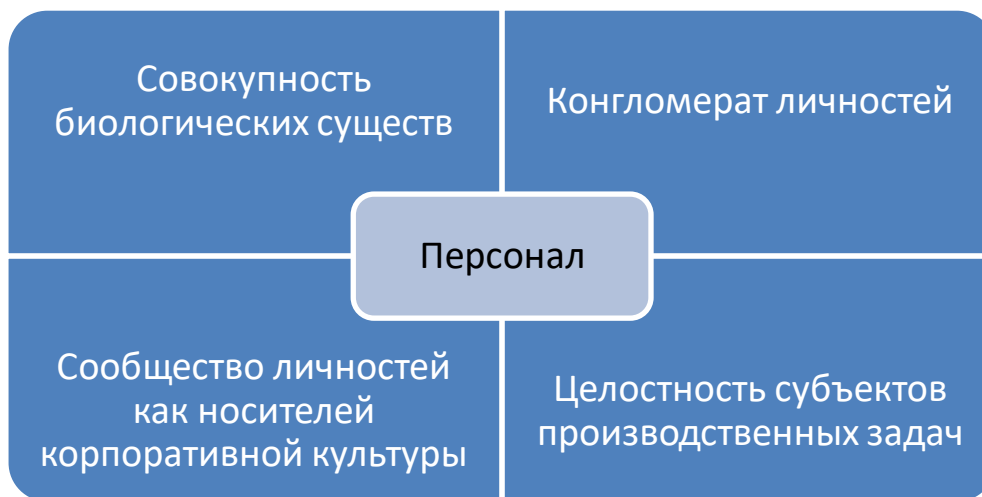 Совокупность
биологических существ
Конгломерат личностей
Персонал
Сообщество личностей
как носителей
корпоративной культуры
Целостность субъектов
производственных задач